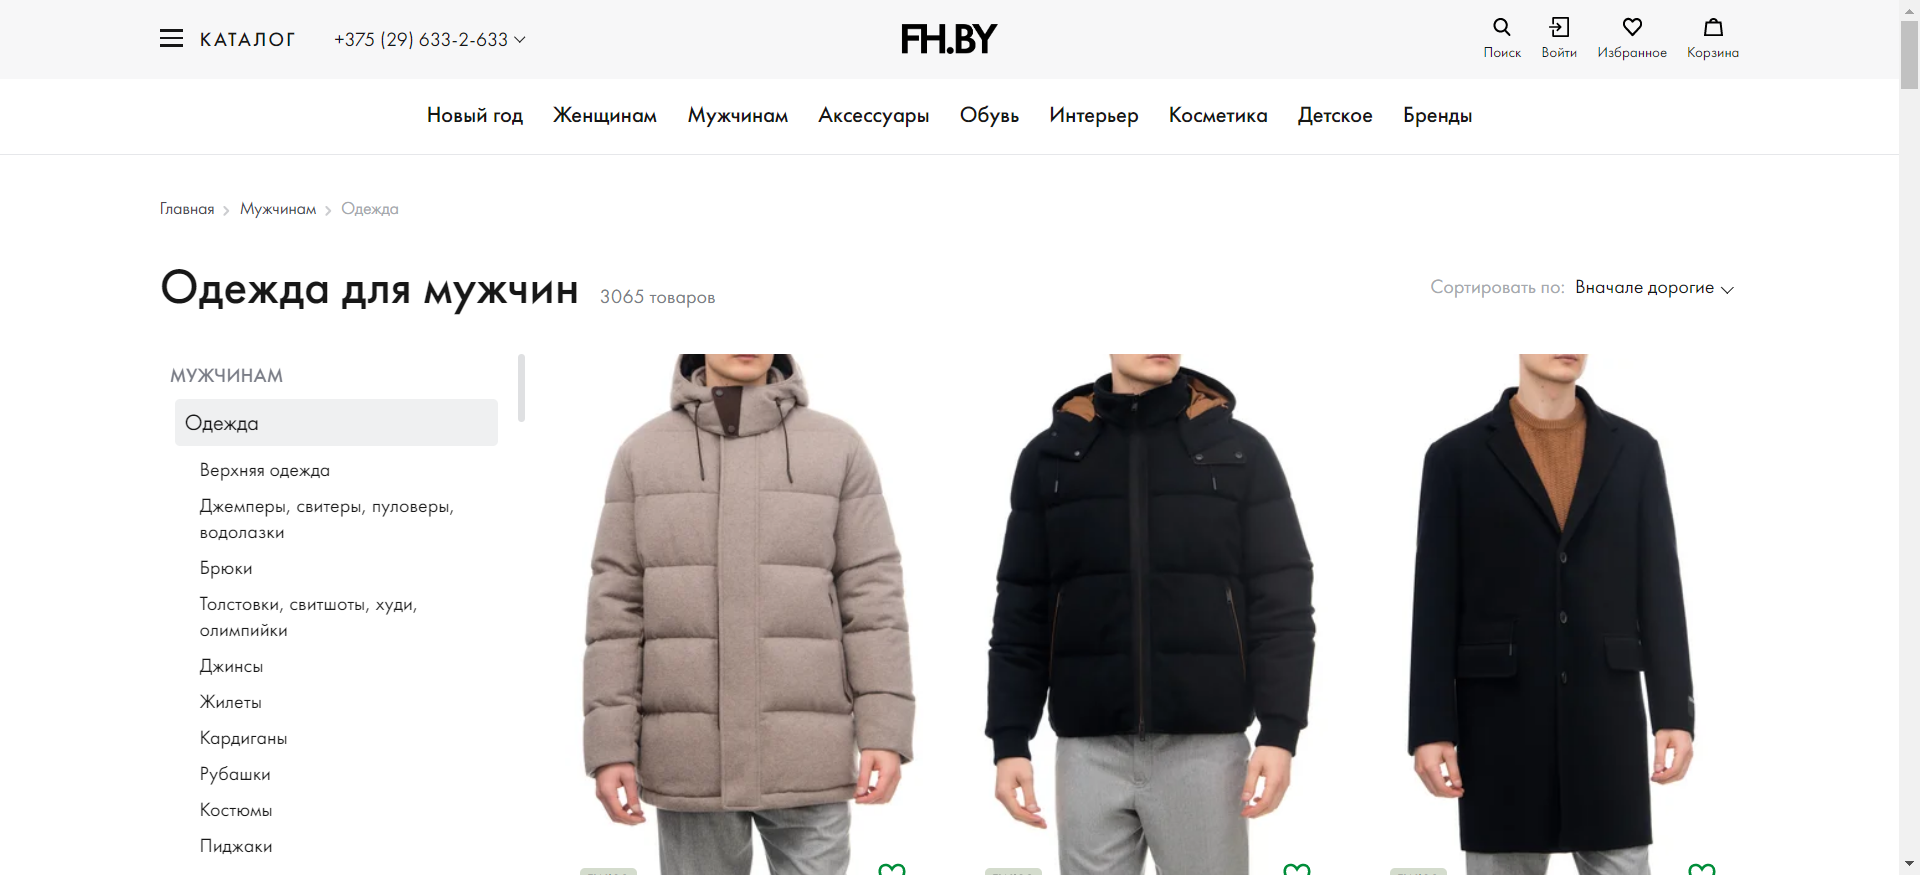 КАТАЛОГ
+375 (29) 633-2-633
FH.BY
Поиск
Войти
Избранное
Корзина
Новый год
Женщинам
Мужчинам
Аксессуары
Обувь
Интерьер
Косметика
Детское
Бренды
Главная
Мужчинам
Одежда
Одежда для мужчин
3065 товаров
Сортировать по: Вначале дорогие
МУЖЧИНАМ
Одежда
Верхняя одежда
Джемперы, свитеры, пуловеры,
водолазки
Брюки
Толстовки, свитшоты, худи,
олимпийки
Джинсы
Жилеты
Кардиганы
Рубашки
Костюмы
Пиджаки